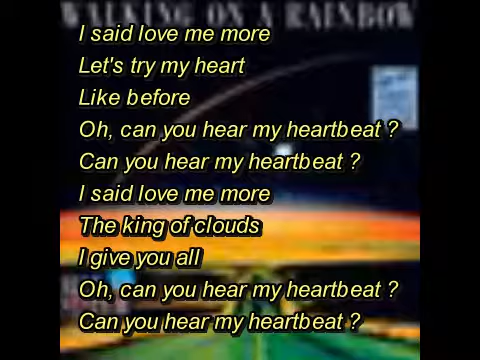 WALKING ON A RAINBOW
I said love me more
Let's try my heart
Like before
Oh, can you hear my heartbeat ?
Can you hear my heartbeat ?
I said love me more
The king of clouds
I give you all
Oh, can you hear my heartbeat ?
Can you hear my heartbeat ?